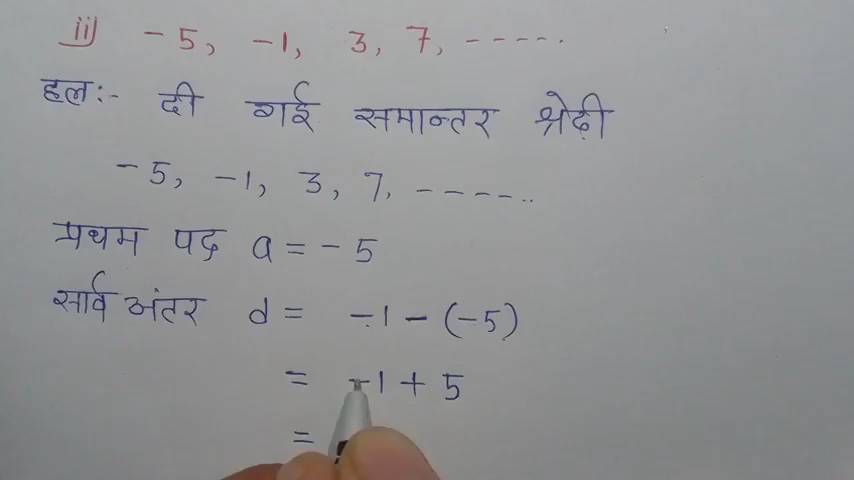 ii) -5, -1, 3, 7, -----.
हल:- दी गई समान्तर श्रेढ़ी
-5, -1, 3, 7, -----..
प्रथम पद a = -5
सार्व अंतर d = -1 - (-5)
= -1 + 5
=